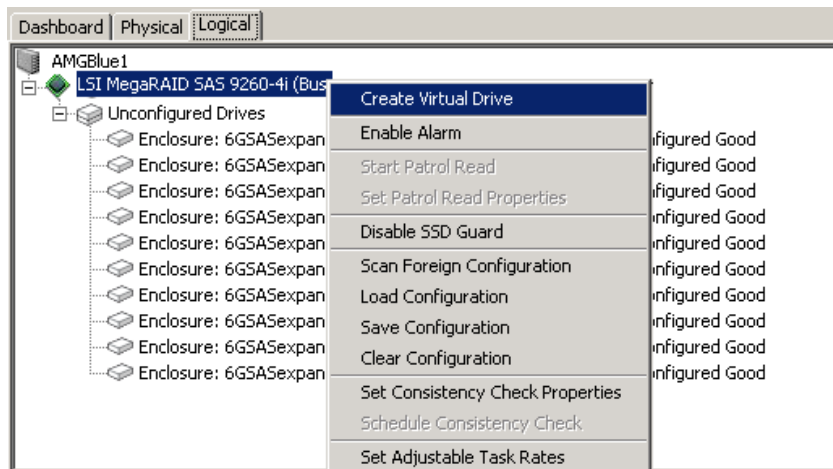 Dashboard Physical Logical
AMGBlue1
LSI MegaRAID SAS 9260-4i (Bus
Create Virtual Drive
Unconfigured Drives
Enable Alarm
Enclosure: 6GSASexpan figured Good
Start Patrol Read
Enclosure: 6GSASexpan figured Good
Set Patrol Read Properties
Enclosure: 6GSASexpan figured Good
Enclosure: 6GSASexpan nfigured Good
Disable SSD Guard
Enclosure: 6GSASexpan nfigured Good
Scan Foreign Configuration
Enclosure: 6GSASexpan nfigured Good
Load Configuration
Enclosure: 6GSASexpan nfigured Good
Save Configuration
Enclosure: 6GSASexpan nfigured Good
Clear Configuration
Enclosure: 6GSASexpan nfigured Good
Enclosure: 6GSASexpan nfigured Good
Set Consistency Check Properties
Schedule Consistency Check
Set Adjustable Task Rates